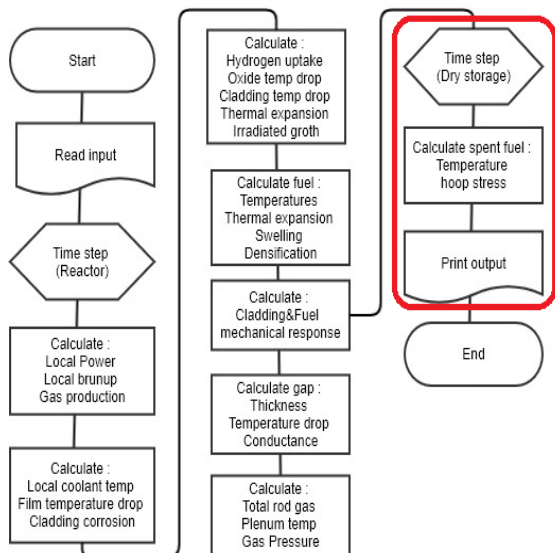 Start
Read input
Time step
(Reactor)
Calculate :
Local Power
Local brunup
Gas production
Calculate :
Local coolant temp
Film temperature drop
Cladding corrosion
Calculate :
Hydrogen uptake
Oxide temp drop
Cladding temp drop
Thermal expansion
Irradiated groth
Calculate fuel :
Temperatures
Thermal expansion
Swelling
Densification
Calculate :
Cladding&Fuel
mechanical response
Calculate gap :
Thickness
Temperature drop
Conductance
Calculate :
Total rod gas
Plenum temp
Gas Pressure
Time step
(Dry storage)
Calculate spent fuel :
Temperature
hoop stress
Print output
End